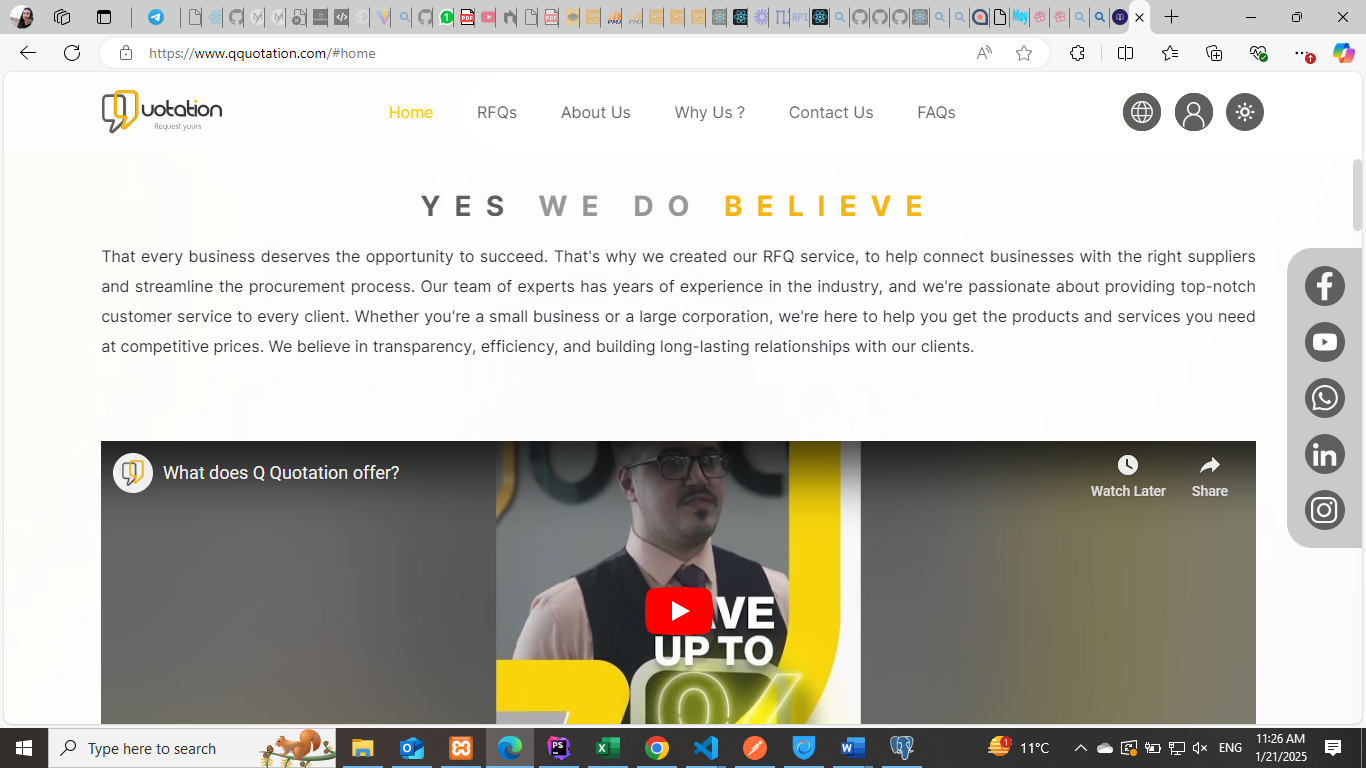 https://www.qquotation.com/#home
uotation
Request yours
Home RFQs About Us Why Us ? Contact Us FAQs
YES WE DO BELIEVE
That every business deserves the opportunity to succeed. That's why we created our RFQ service, to help connect businesses with the right suppliers
and streamline the procurement process. Our team of experts has years of experience in the industry, and we're passionate about providing top-notch
customer service to every client. Whether you're a small business or a large corporation, we're here to help you get the products and services you need
at competitive prices. We believe in transparency, efficiency, and building long-lasting relationships with our clients.
What does Q Quotation offer?
Watch Later
Share
UP TO
Type here to search
11°C
ENG
11:26 AM
1/21/2025